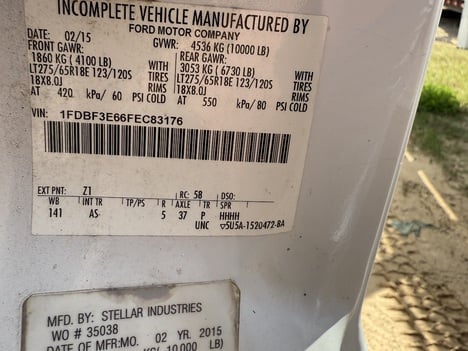 INCOMPLETE VEHICLE MANUFACTURED BY
FORD MOTOR COMPANY
DATE: 02/15 GVWR: 4536 KG (10000 LB)
FRONT GAWR: REAR GAWR:
1860 KG ( 4100 LB) WITH 3053 KG ( 6730 LB) WITH
LT275/65R18E 123/120S TIRES LT275/65R18E 123/120S TIRES
18X8.0J RIMS 18X8.0J RIMS
AT 420 kPa/ 60 PSI COLD AT 550 kPa/ 80 PSI COLD
VIN: 1FDBF3E66FEC83176
EXT PNT: Z1 RC: 58 DSO:
WB INT TR TP/PS R AXLE TR SPR
141 AS 5 37 P HHHH
UNC ▽5U5A-1520472-BA
MFD. BY: STELLAR INDUSTRIES
WO # 35038
DATE OF MFR:MO. 02 YR. 2015
KG( 10,000 LB)